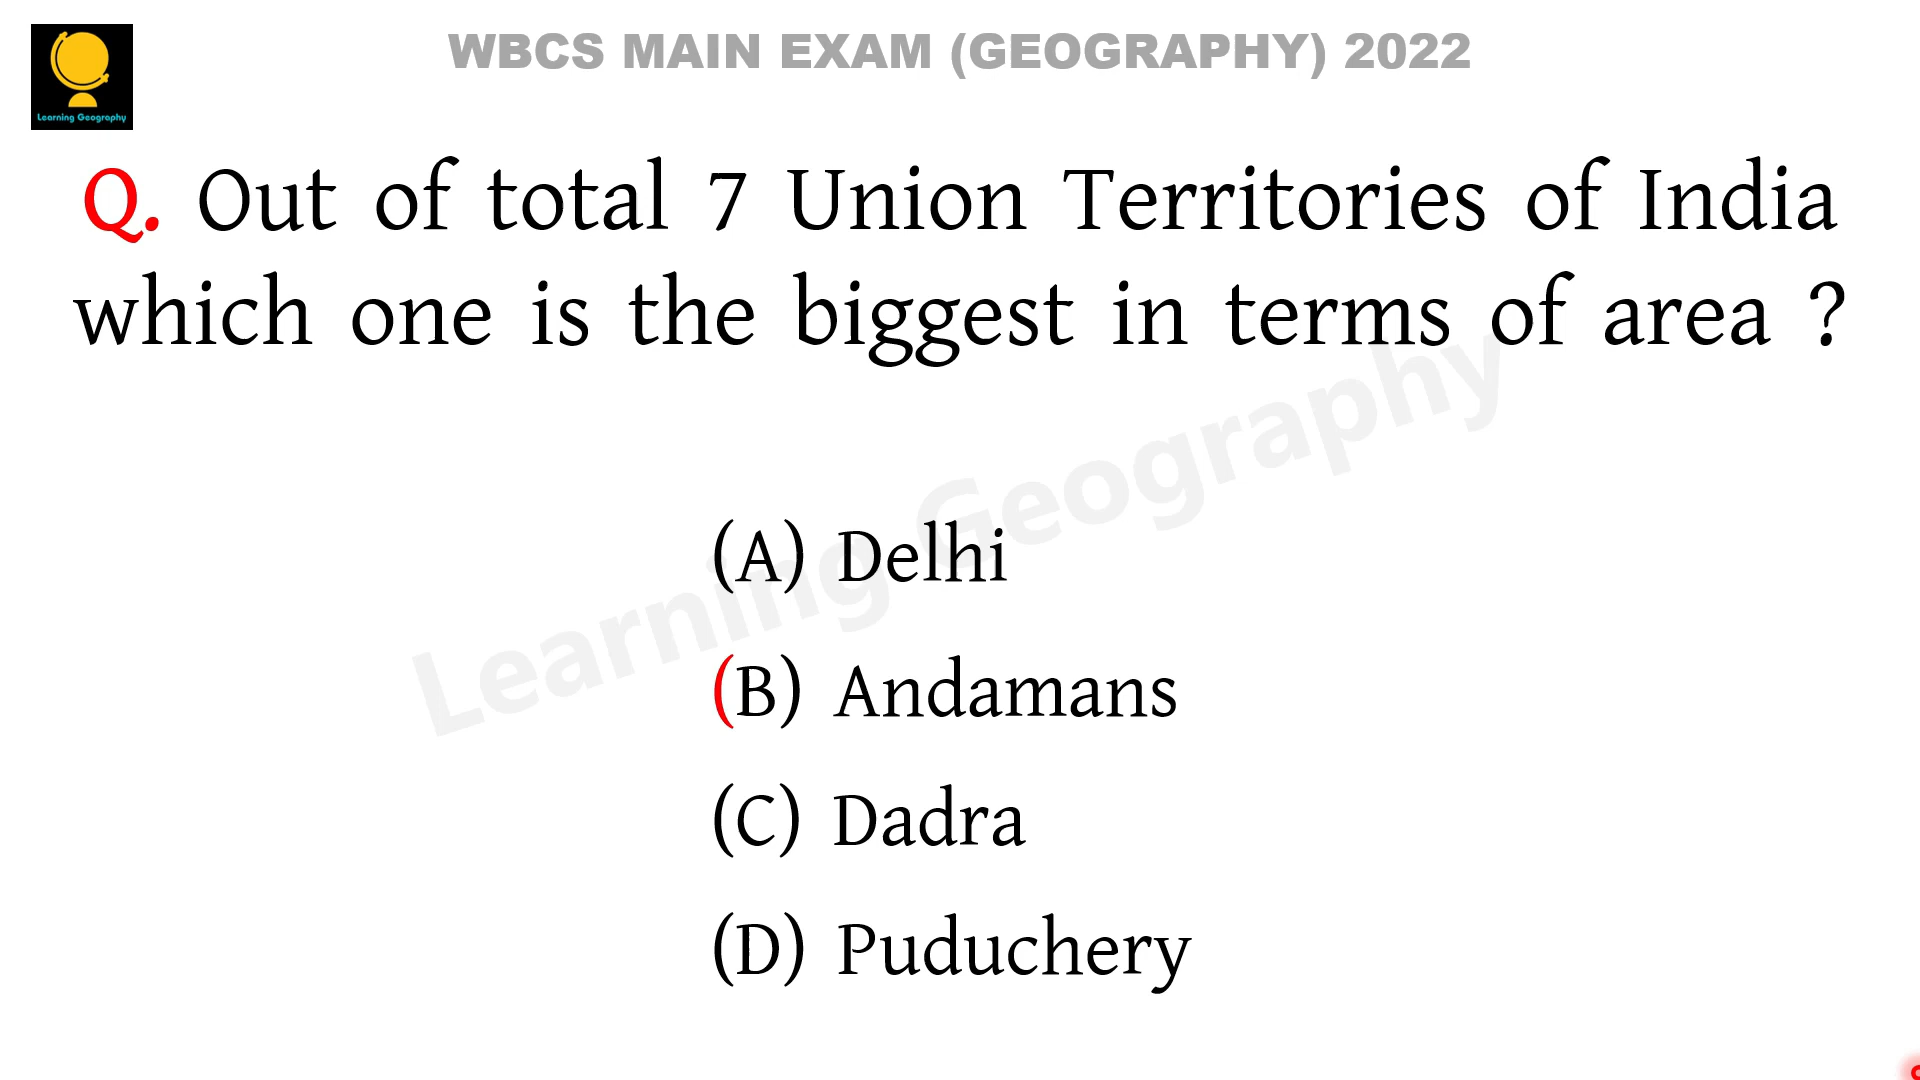 WBCS MAIN EXAM (GEOGRAPHY) 2022
Learning Geography
Q. Out of total 7 Union Territories of India
which one is the biggest in terms of area ?
Learning Geography
(A) Delhi
(B) Andamans
(C) Dadra
(D) Puduchery